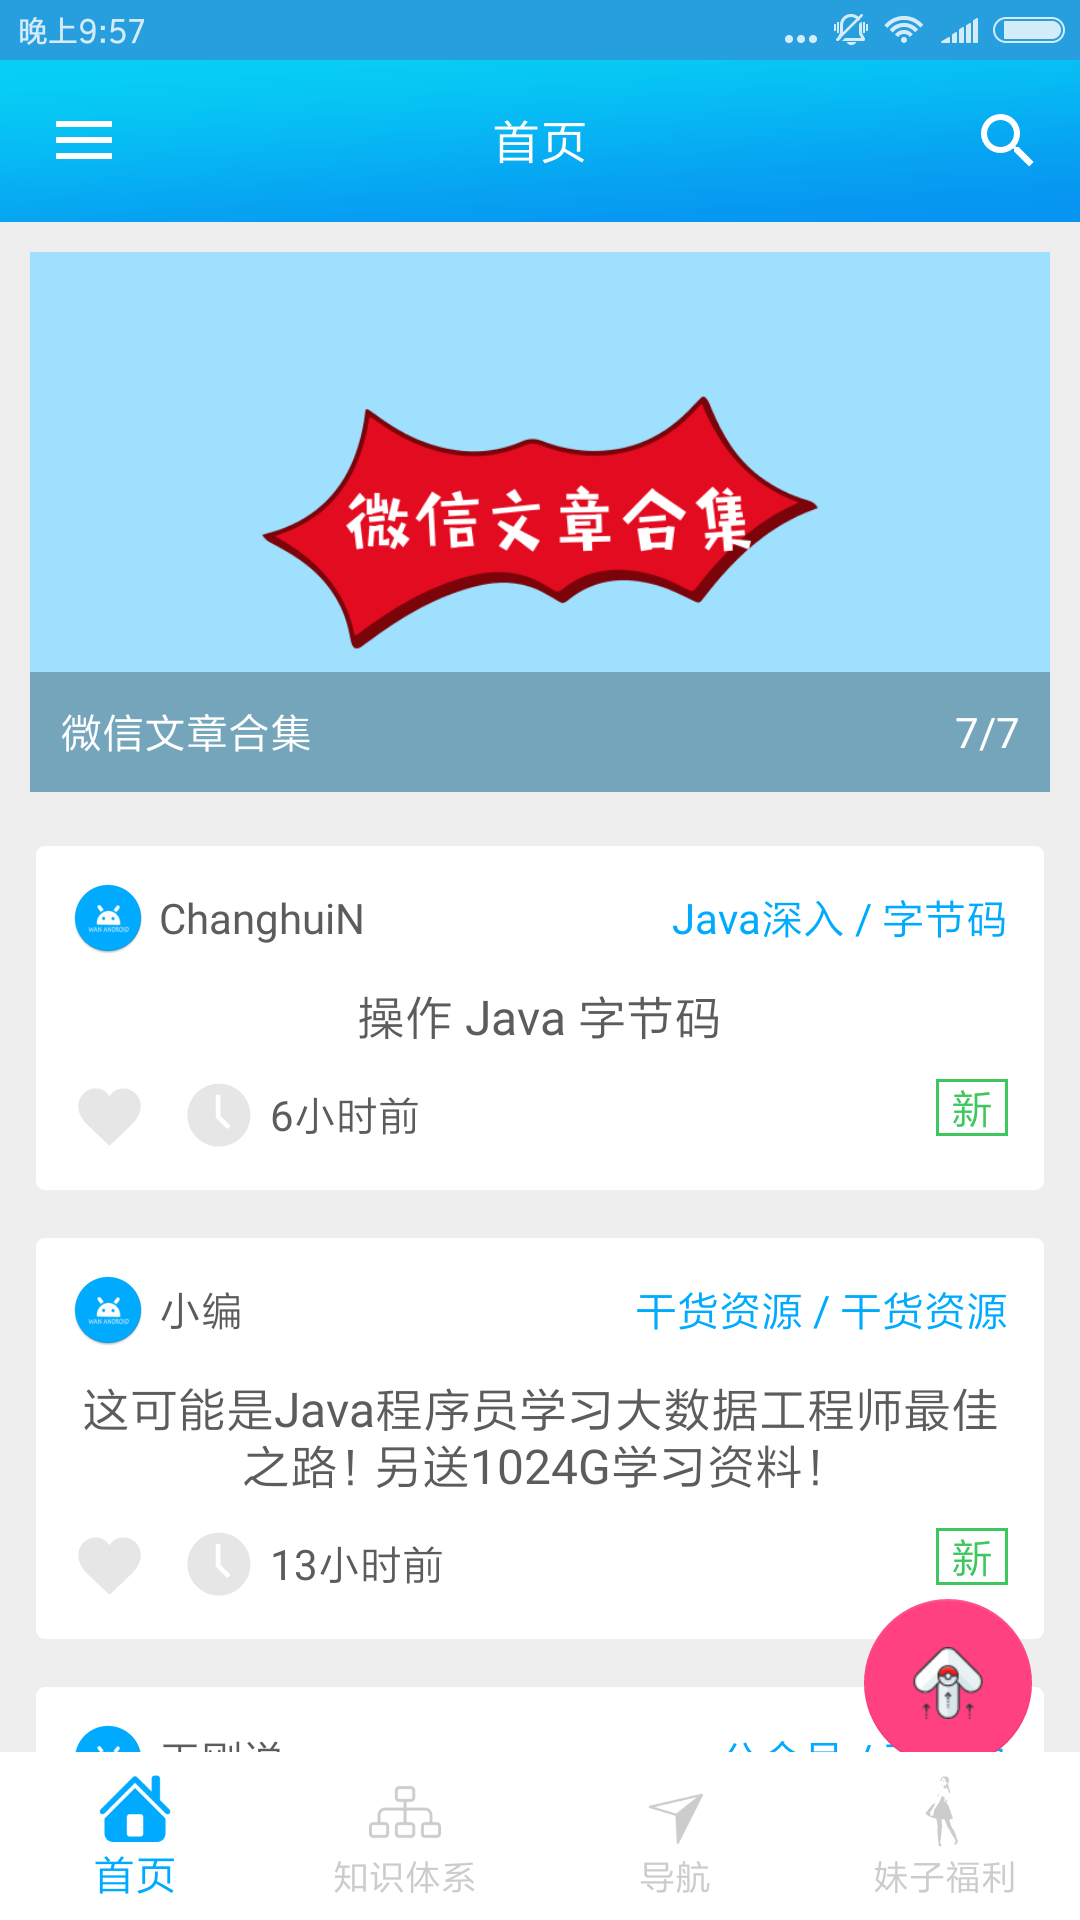 晚上9:57
首页
微信文章合集
微信文章合集 7/7
WAN ANDROID ChanghuiN Java深入 / 字节码
操作 Java 字节码
6小时前 新
WAN ANDROID 小编 干货资源 / 干货资源
这可能是Java程序员学习大数据工程师最佳
之路！另送1024G学习资料！
13小时前 新
首页 知识体系 导航 妹子福利